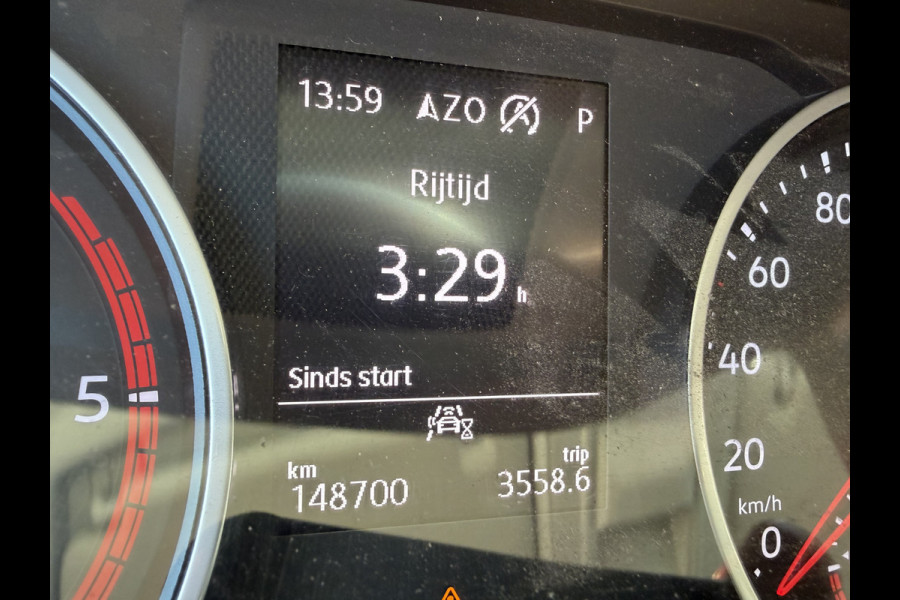 13:59 ZO P
Rijtijd
3:29 h
Sinds start
km trip
148700 3558.6
5
80
60
40
20
km/h
0